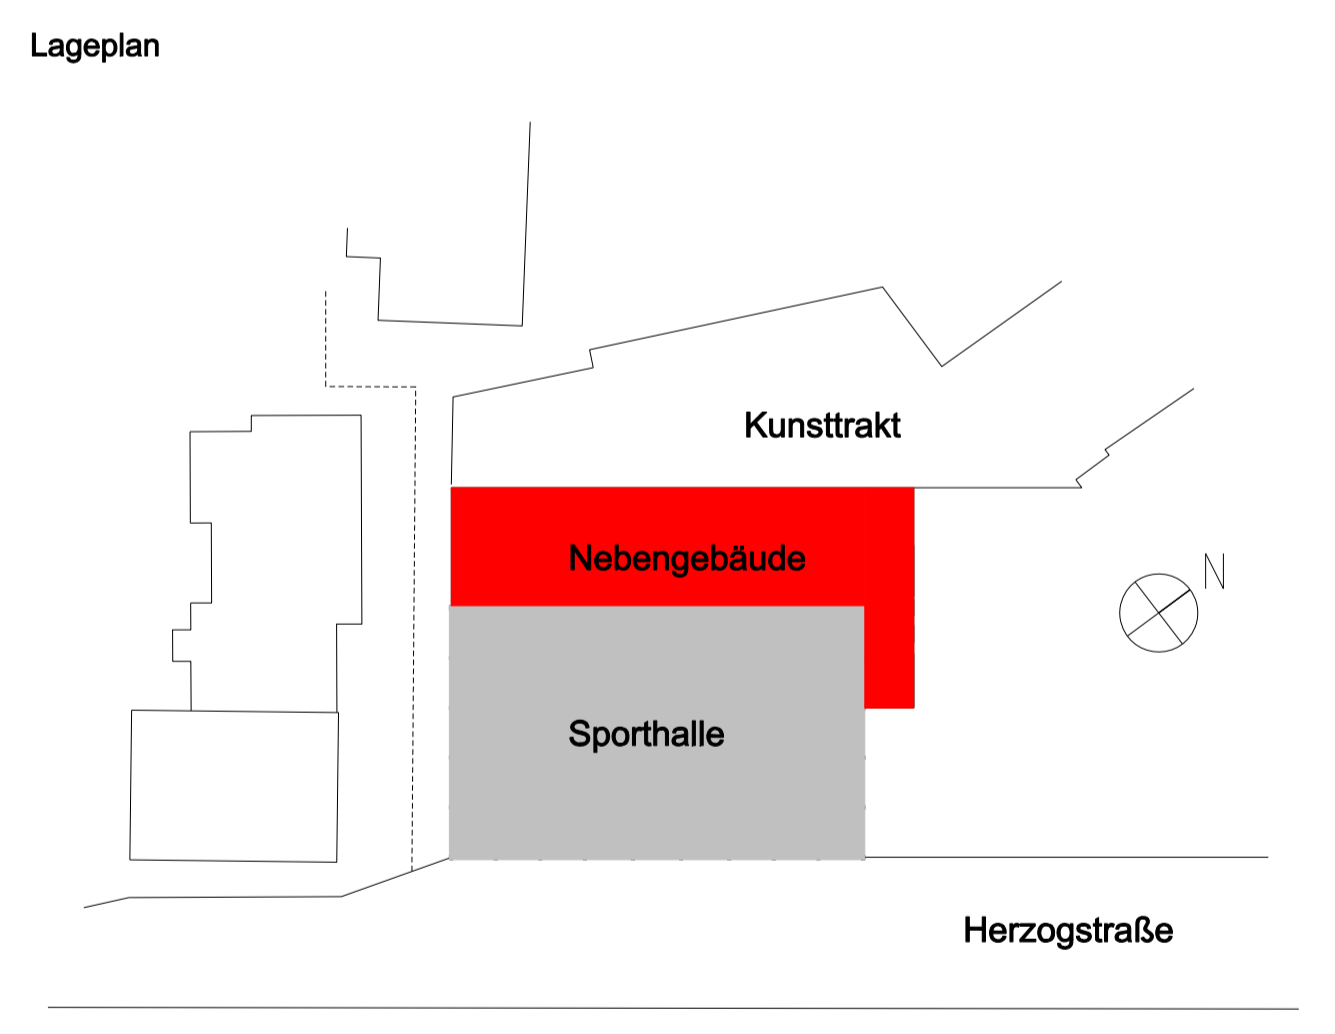 Lageplan
Kunsttrakt
Nebengebäude
N
Sporthalle
Herzogstraße